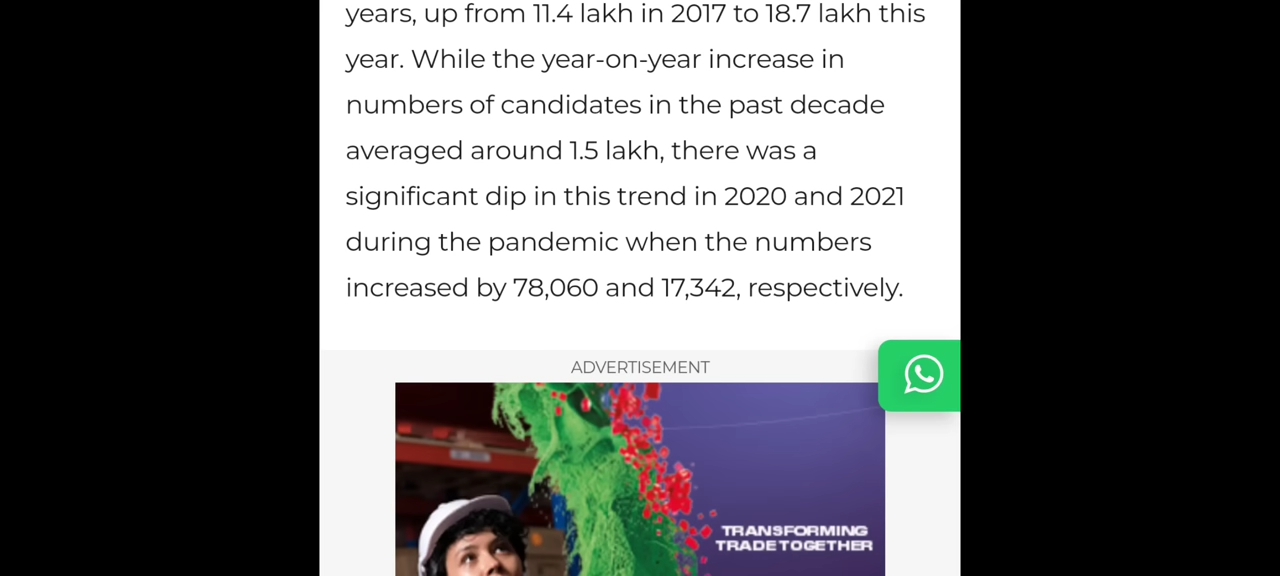 years, up from 11.4 lakh in 2017 to 18.7 lakh this
year. While the year-on-year increase in
numbers of candidates in the past decade
averaged around 1.5 lakh, there was a
significant dip in this trend in 2020 and 2021
during the pandemic when the numbers
increased by 78,060 and 17,342, respectively.
ADVERTISEMENT
TRANSFORMING
TRADE TOGETHER